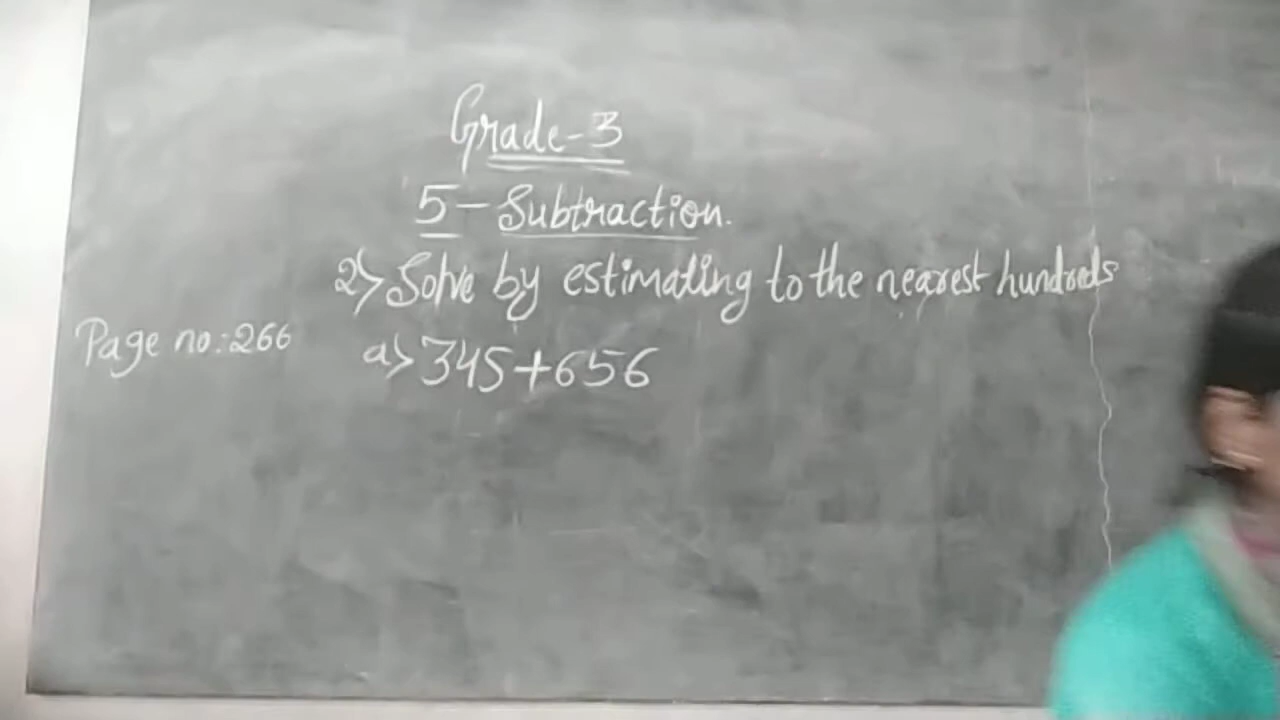 Grade-3
5-Subtraction.
2> Solve by estimating to the nearest hundreds
Page no.:266
a> 345+656